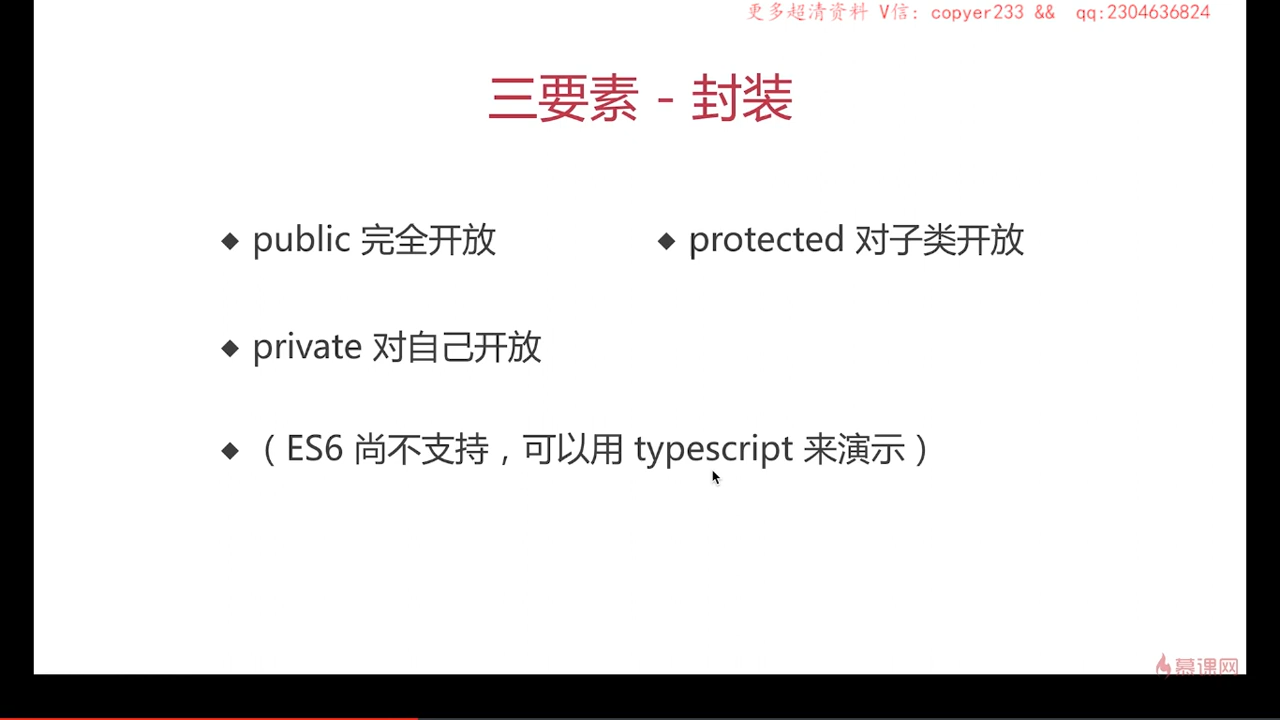 更多超清资料 V信: copyer233 && qq:2304636824
三要素 - 封装
◆ public 完全开放
◆ protected 对子类开放
◆ private 对自己开放
◆ （ ES6 尚不支持，可以用 typescript 来演示 ）
慕课网